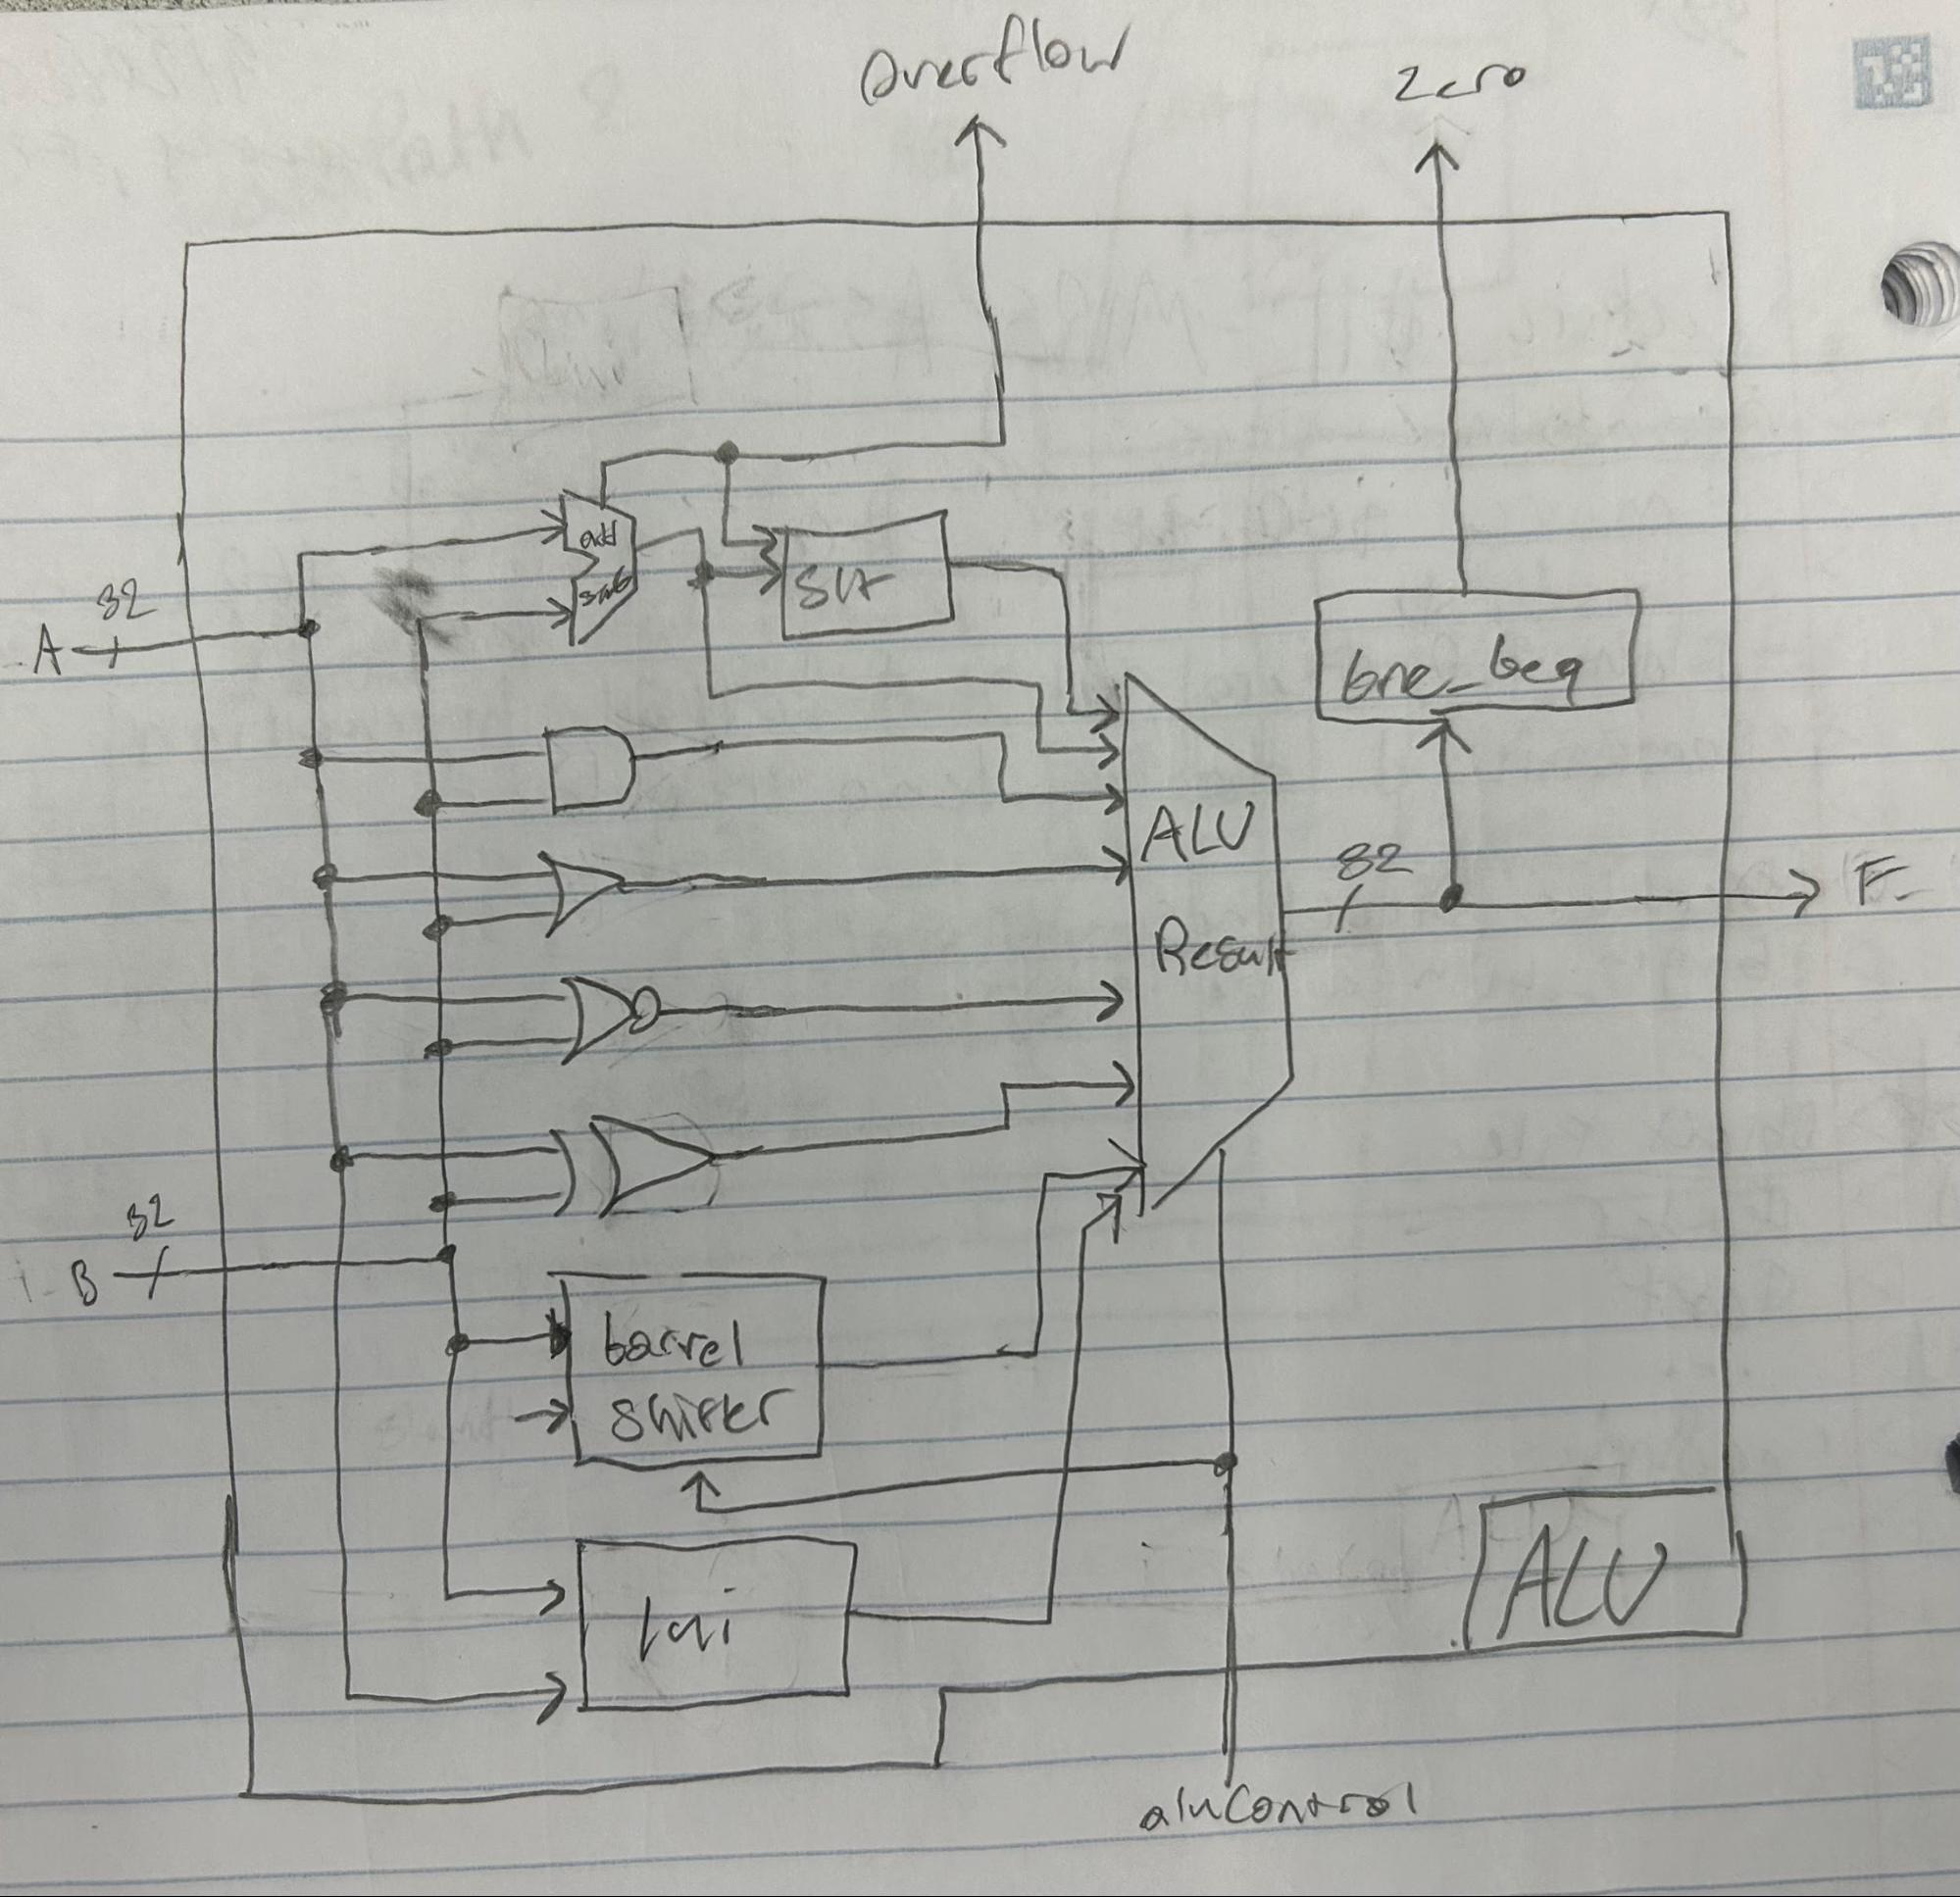 Overflow
Zero
add
sub
slt
A
32
bne_beq
ALU
Result
32
F
B
32
barrel
shifter
lui
ALU
aluControl